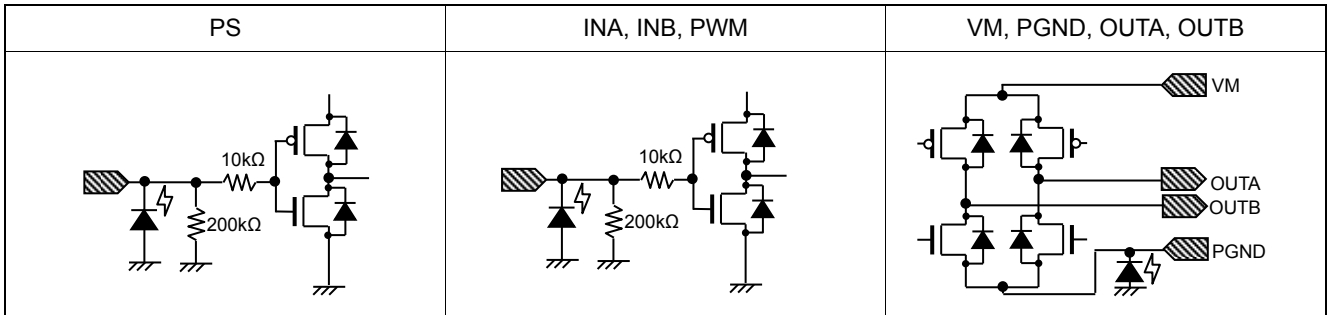 PS
INA, INB, PWM
VM, PGND, OUTA, OUTB
10kΩ
200kΩ
10kΩ
200kΩ
VM
OUTA
OUTB
PGND